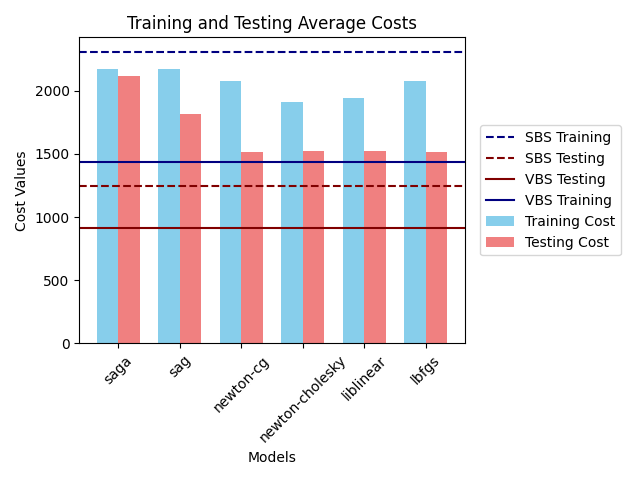 Training and Testing Average Costs
Cost Values
2000
1500
1000
500
0
saga
sag
newton-cg
newton-cholesky
liblinear
lbfgs
Models
SBS Training
SBS Testing
VBS Testing
VBS Training
Training Cost
Testing Cost